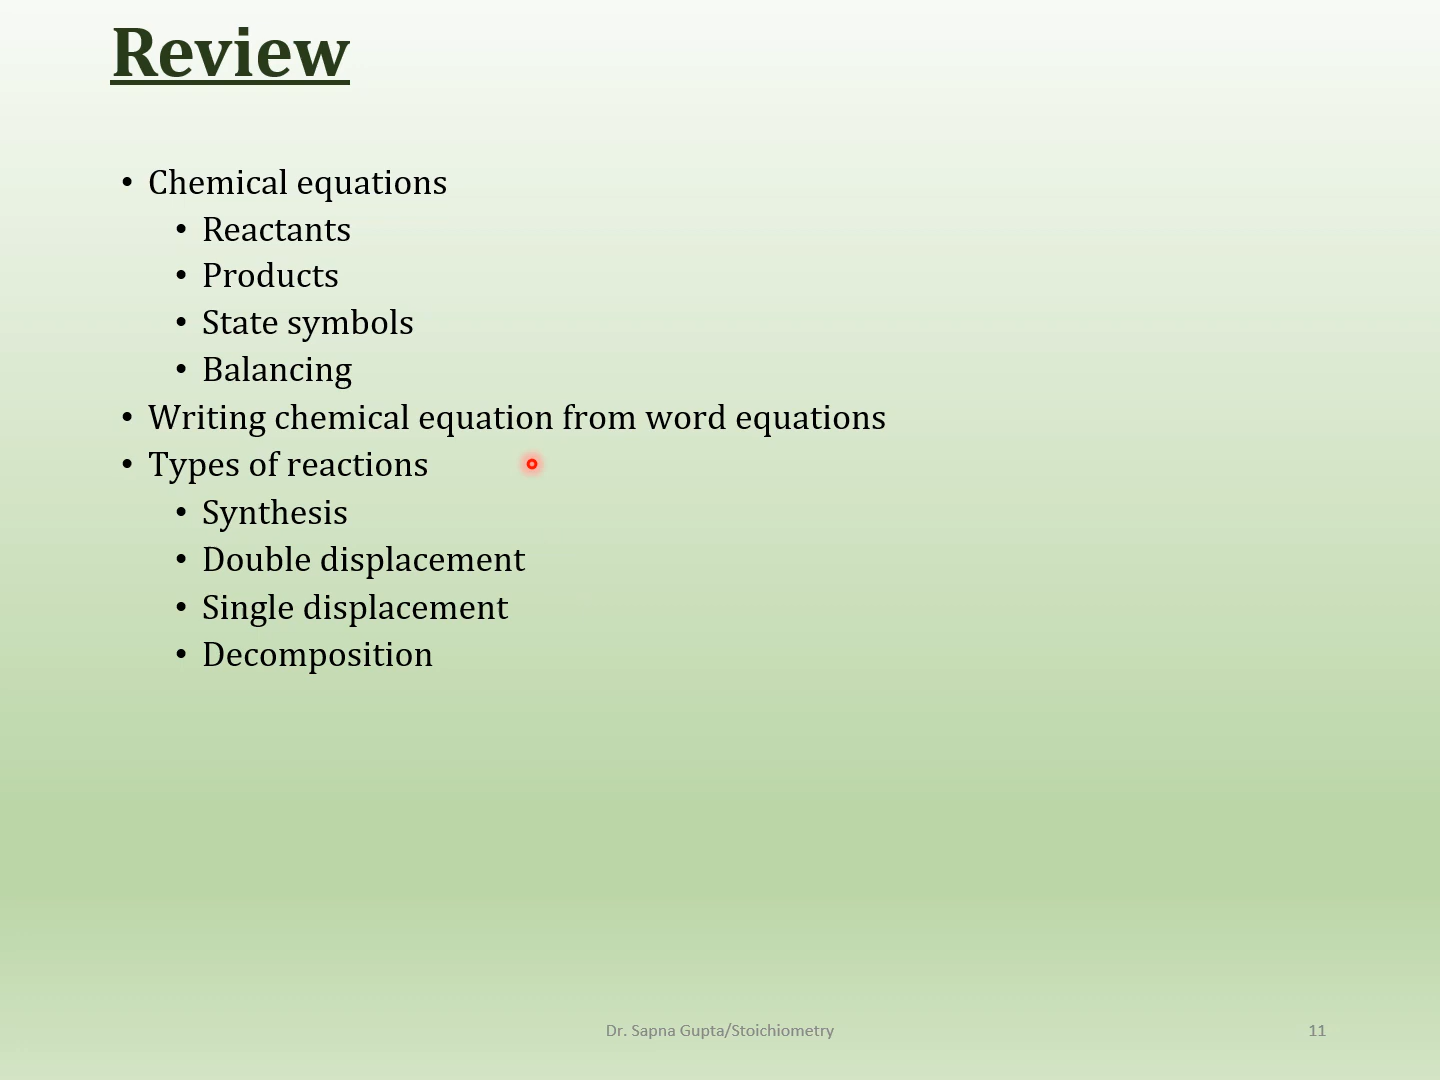 Review
• Chemical equations
• Reactants
• Products
• State symbols
• Balancing
• Writing chemical equation from word equations
• Types of reactions
• Synthesis
• Double displacement
• Single displacement
• Decomposition
Dr. Sapna Gupta/Stoichiometry
11